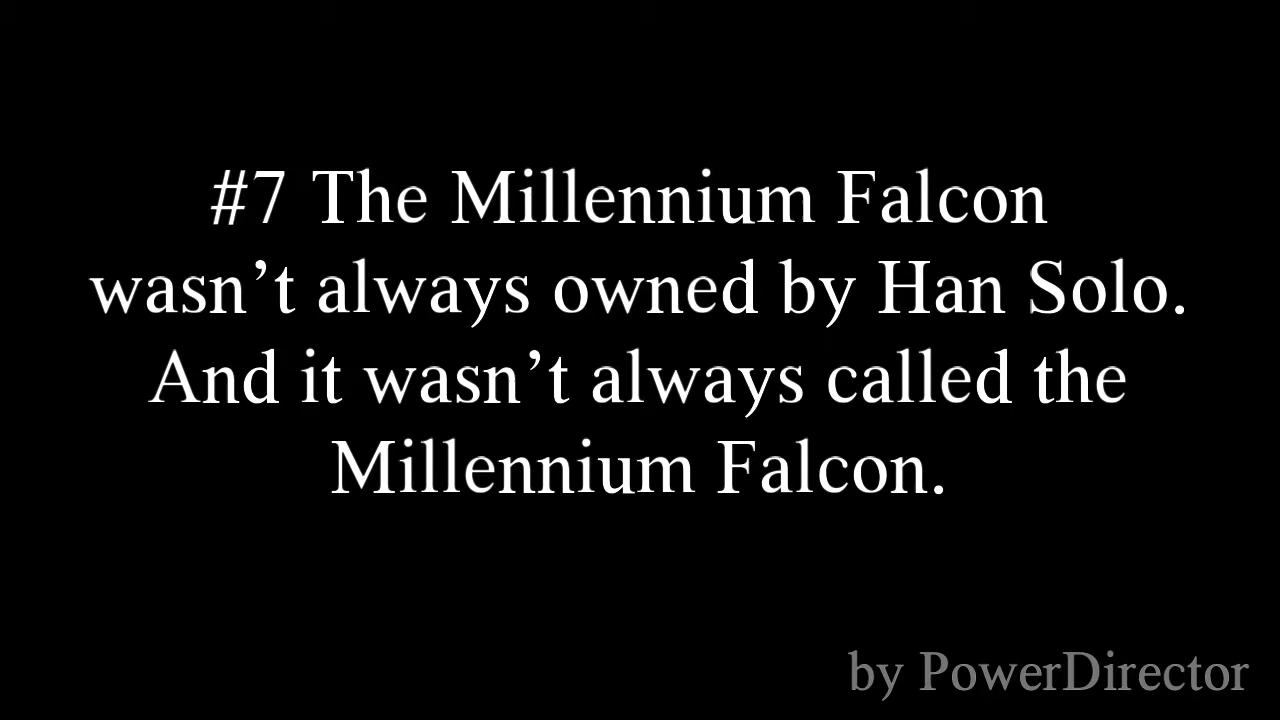 #7 The Millennium Falcon
wasn’t always owned by Han Solo.
And it wasn’t always called the
Millennium Falcon.
by PowerDirector